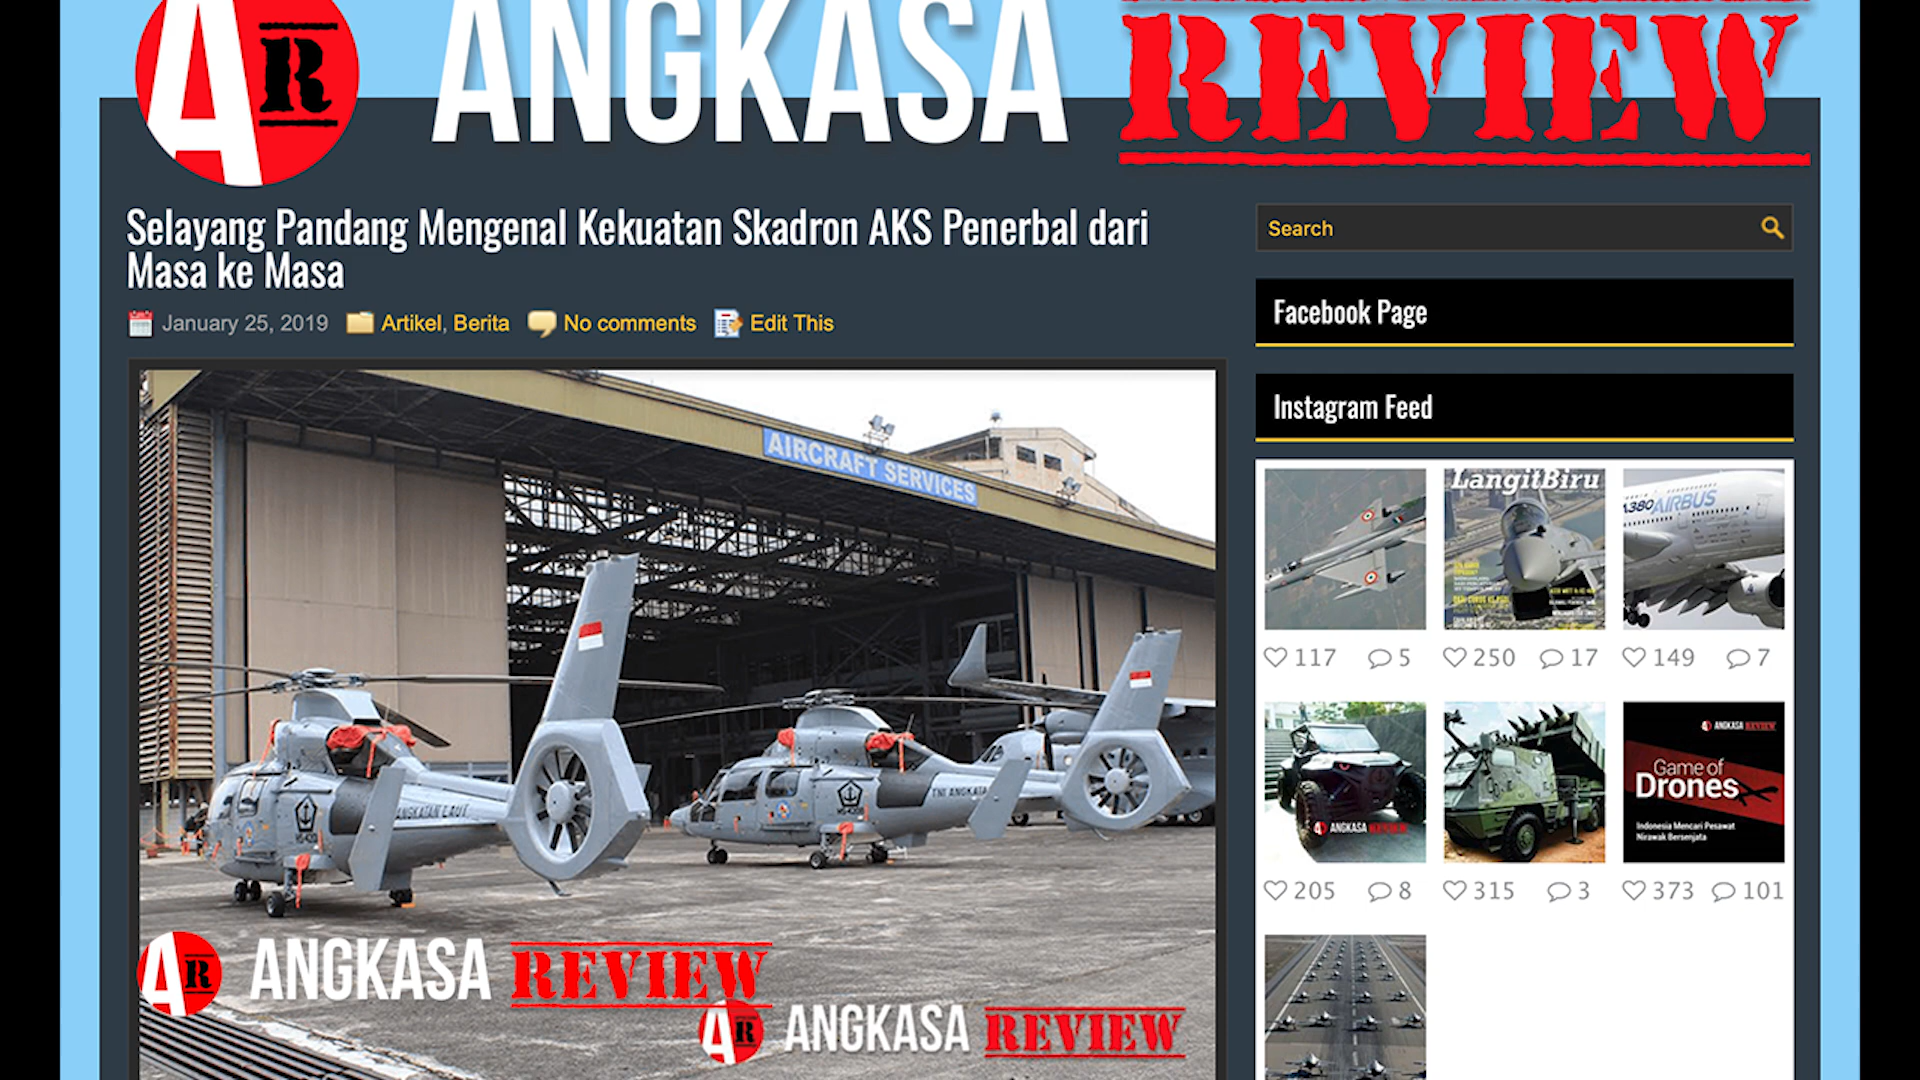 AR ANGKASA REVIEW
Selayang Pandang Mengenal Kekuatan Skadron AKS Penerbal dari
Masa ke Masa
January 25, 2019 Artikel, Berita No comments Edit This
AIRCRAFT SERVICES
ANGKATAN LAUT
TNI ANGKATA
AR ANGKASA REVIEW
AR ANGKASA REVIEW
Search
Facebook Page
Instagram Feed
LangitBiru
A380 AIRBUS
117 5 250 17 149 7
ANGKASA REVIEW
ANGKASA REVIEW
Game of
Drones
Indonesia Mencari Pesawat
Nirawak Bersenjata
205 8 315 3 373 101